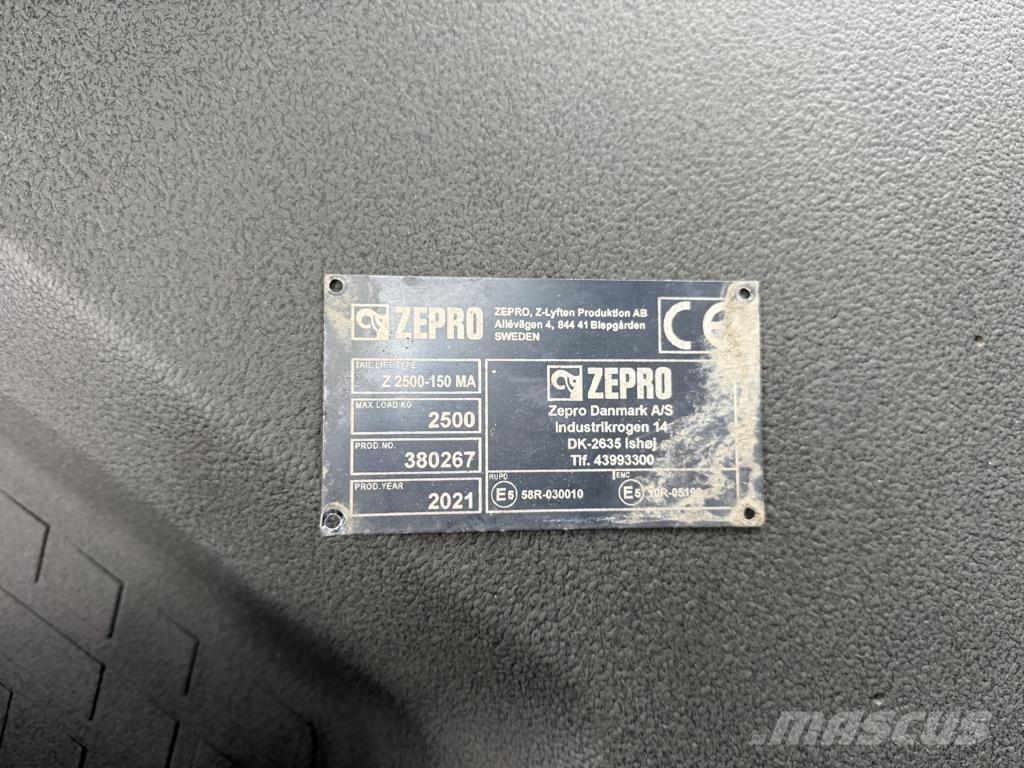 ZEPRO
ZEPRO, Z-Lyften Produktion AB
Allévägen 4, 844 41 Bispgården
SWEDEN
CE
TAIL LIFT TYPE
Z 2500-150 MA
MAX LOAD KG
2500
PROD.NO.
380267
PROD.YEAR
2021
ZEPRO
Zepro Danmark A/S
Industrikrogen 14
DK-2635 Ishøj
Tlf. 43993300
RUPD
E5 58R-030010
EMC
E5
mascus